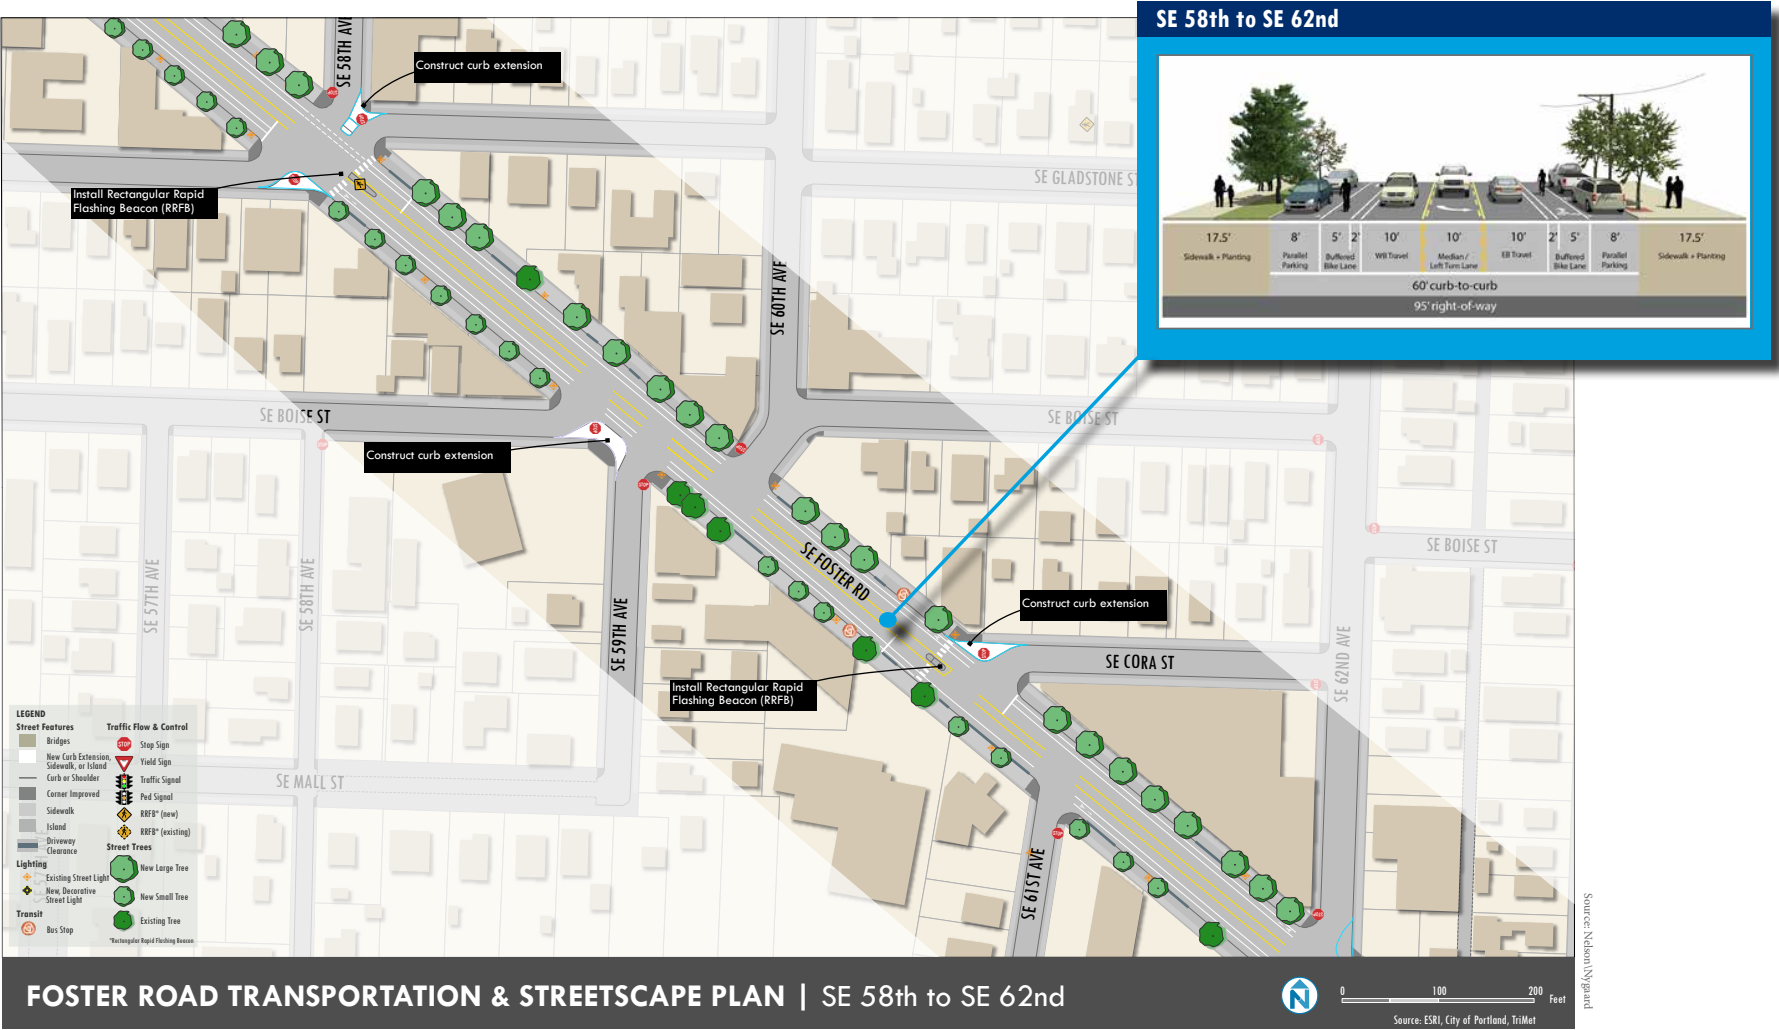 SE 58th to SE 62nd
17.5'
Sidewalk + Planting
8'
Parallel
Parking
5'
2'
Buffered
Bike Lane
10'
WB Travel
10'
Median /
Left Turn Lane
10'
EB Travel
2'
5'
Buffered
Bike Lane
8'
Parallel
Parking
17.5'
Sidewalk + Planting
60' curb-to-curb
95' right-of-way
SE 58TH AVE
Construct curb extension
Install Rectangular Rapid
Flashing Beacon (RRFB)
SE GLADSTONE ST
SE 60TH AVE
SE BOISE ST
SE BOISE ST
Construct curb extension
STOP
SE BOISE ST
SE FOSTER RD
SE 57TH AVE
SE 58TH AVE
SE 59TH AVE
Construct curb extension
SE CORA ST
SE 62ND AVE
Install Rectangular Rapid
Flashing Beacon (RRFB)
SE MALL ST
SE 61ST AVE
STOP
LEGEND
Street Features
Bridges
New Curb Extension,
Sidewalk, or Island
Curb or Shoulder
Corner Improved
Sidewalk
Island
Driveway
Clearance
Lighting
Existing Street Light
New, Decorative
Street Light
Transit
Bus Stop
Traffic Flow & Control
STOP
Stop Sign
Yield Sign
Traffic Signal
Ped Signal
RRFB* (new)
RRFB* (existing)
Street Trees
New Large Tree
New Small Tree
Existing Tree
*Rectangular Rapid Flashing Beacon
FOSTER ROAD TRANSPORTATION & STREETSCAPE PLAN | SE 58th to SE 62nd
N
0 100 200
Feet
Source: ESRI, City of Portland, TriMet
Source: Nelson\Nygaard